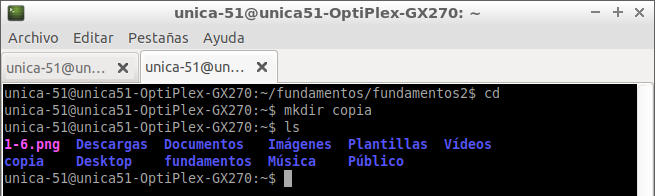 unica-51@unica51-OptiPlex-GX270: ~
Archivo Editar Pestañas Ayuda
unica-51@un... unica-51@un...
unica-51@unica51-OptiPlex-GX270:~/fundamentos/fundamentos2$ cd
unica-51@unica51-OptiPlex-GX270:~$ mkdir copia
unica-51@unica51-OptiPlex-GX270:~$ ls
1-6.png Descargas Documentos Imágenes Plantillas Vídeos
copia Desktop fundamentos Música Público
unica-51@unica51-OptiPlex-GX270:~$